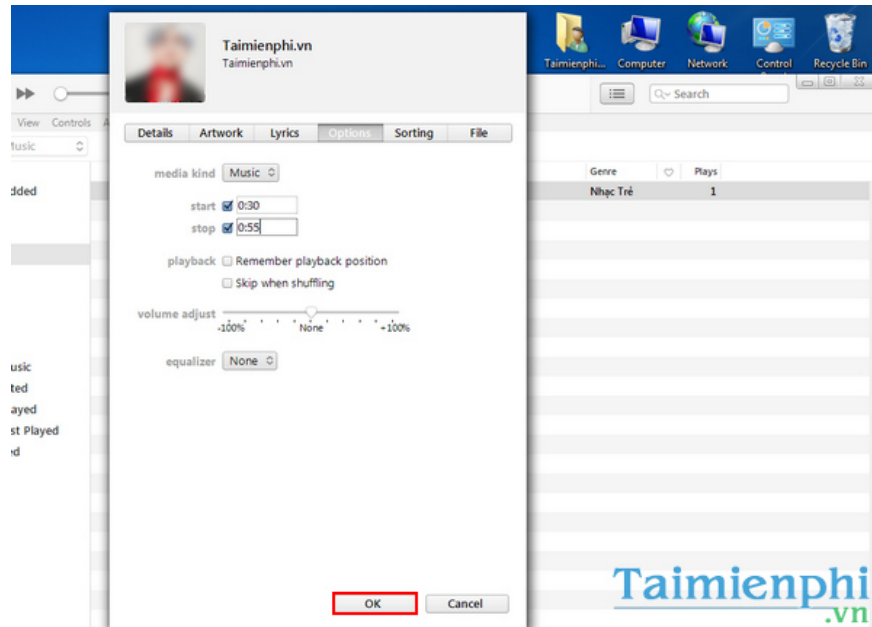 Taimienphi.vn
Taimienphi.vn
Taimienphi...
Computer
Network
Control
Recycle Bin
Search
View Controls
Details Artwork Lyrics Options Sorting File
media kind Music
start 0:30
stop 0:55
playback Remember playback position
Skip when shuffling
volume adjust
-100% None +100%
equalizer None
OK Cancel
Genre Plays
Nhạc Trẻ 1
dded
usic
ted
ayed
st Played
ed
Taimienphi
.vn